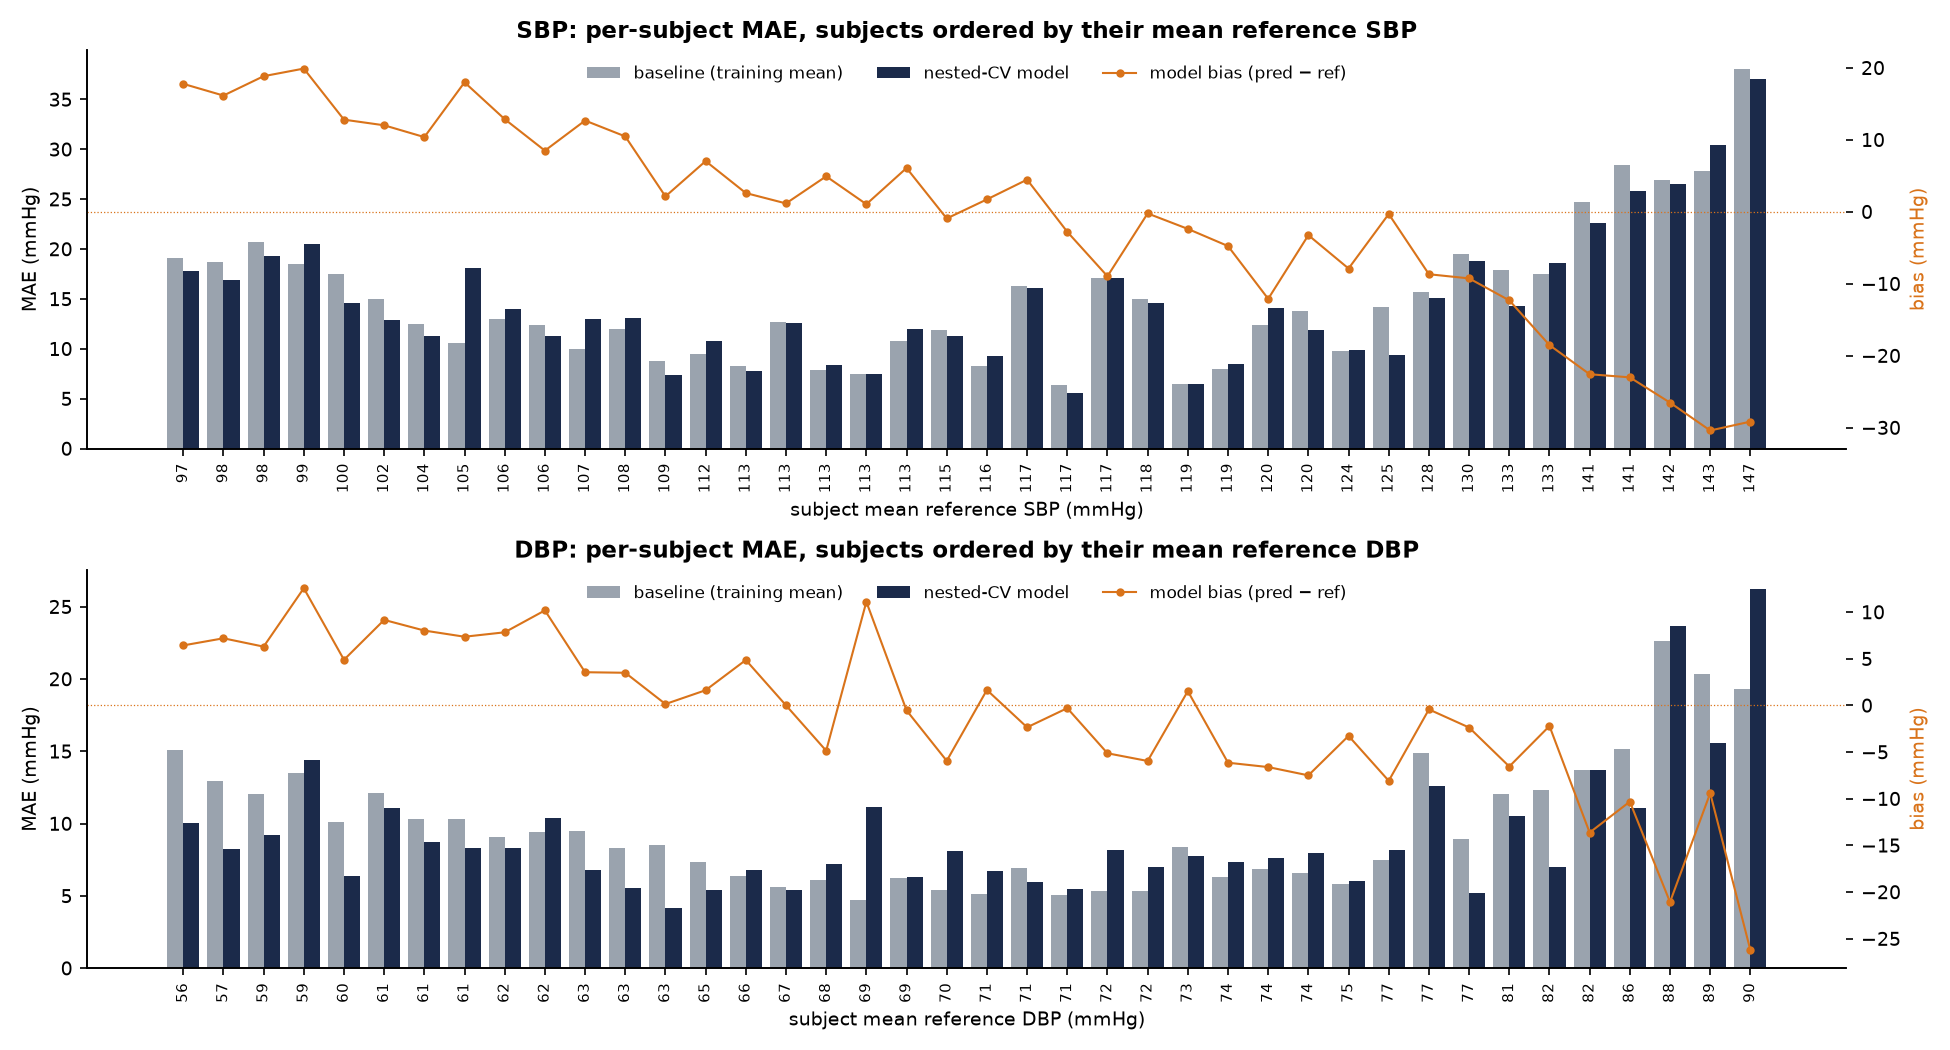 SBP: per-subject MAE, subjects ordered by their mean reference SBP
baseline (training mean) nested-CV model model bias (pred − ref)
35
30
25
20
15
10
5
0
MAE (mmHg)
20
10
0
−10
−20
−30
bias (mmHg)
97 98 98 99 100 102 104 105 106 106 107 108 109 112 113 113 113 113 113 115 116 117 117 117 118 119 119 120 120 124 125 128 130 133 133 141 141 142 143 147
subject mean reference SBP (mmHg)
DBP: per-subject MAE, subjects ordered by their mean reference DBP
baseline (training mean) nested-CV model model bias (pred − ref)
25
20
15
10
5
0
MAE (mmHg)
10
5
0
−5
−10
−15
−20
−25
bias (mmHg)
56 57 59 59 60 61 61 61 62 62 63 63 63 65 66 67 68 69 69 70 71 71 71 72 72 73 74 74 74 75 77 77 77 81 82 82 86 88 89 90
subject mean reference DBP (mmHg)